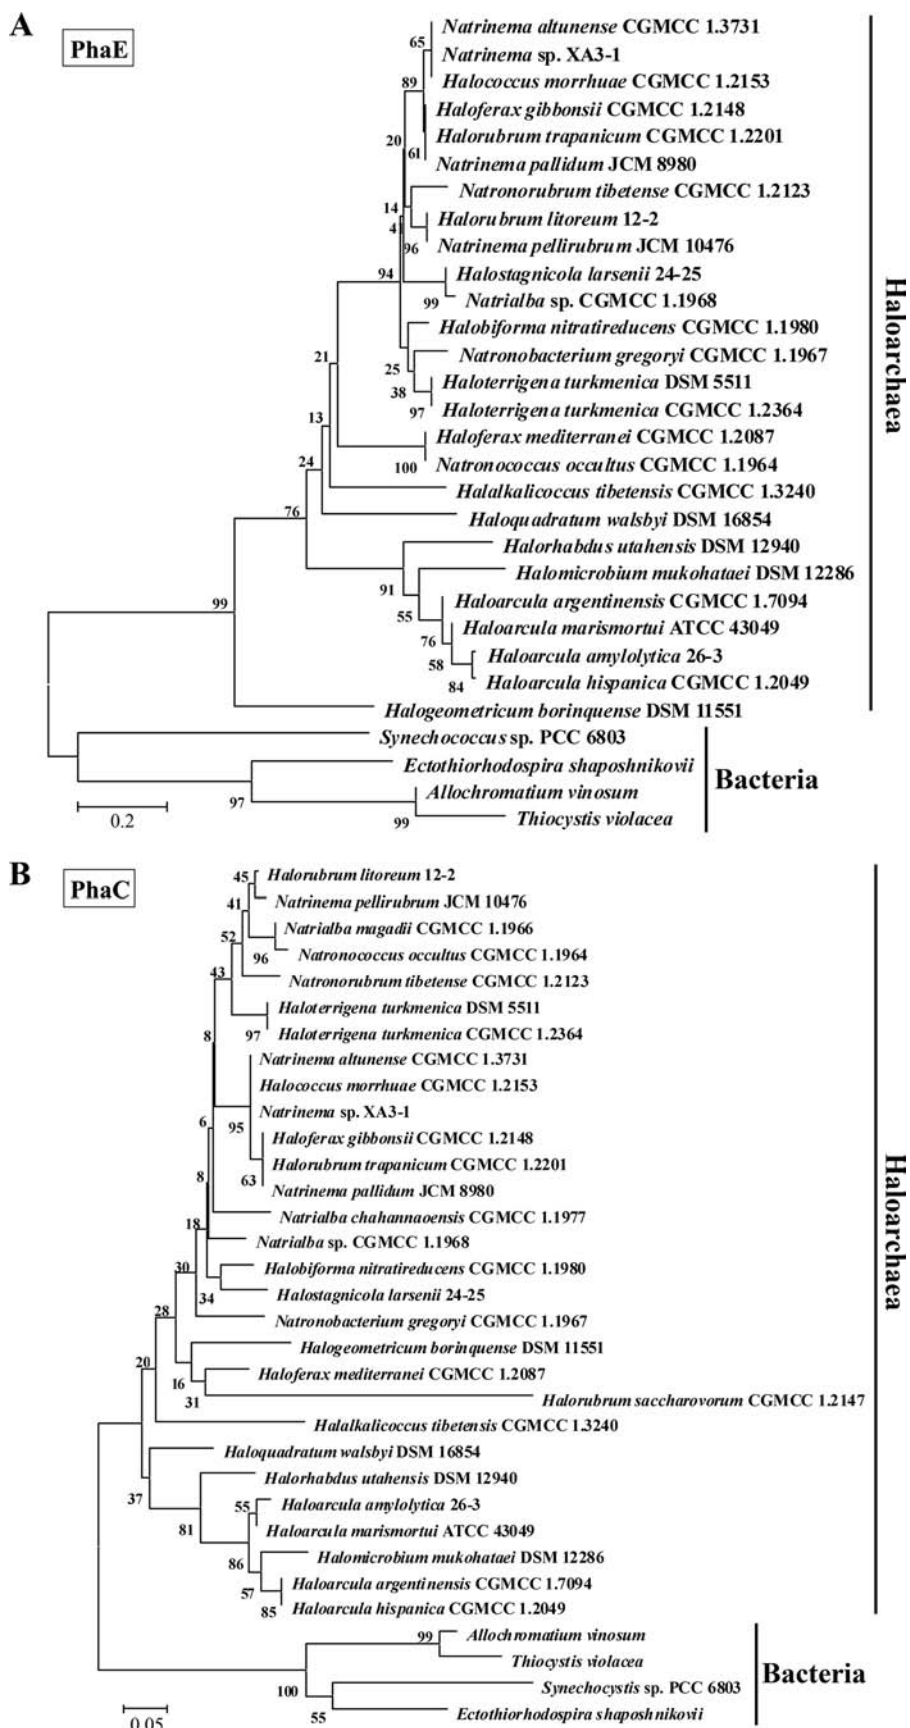 A
PhaE
Natrinema altunense CGMCC 1.3731
65
Natrinema sp. XA3-1
89
Halococcus morrhuae CGMCC 1.2153
Haloferax gibbonsii CGMCC 1.2148
20
Halorubrum trapanicum CGMCC 1.2201
61
Natrinema pallidum JCM 8980
Natronorubrum tibetense CGMCC 1.2123
14
Halorubrum litoreum 12-2
4
96
Natrinema pellirubrum JCM 10476
94
Halostagnicola larsenii 24-25
99
Natrialba sp. CGMCC 1.1968
Halobiforma nitratireducens CGMCC 1.1980
21
Natronobacterium gregoryi CGMCC 1.1967
25
Haloterrigena turkmenica DSM 5511
38
97
Haloterrigena turkmenica CGMCC 1.2364
13
Haloferax mediterranei CGMCC 1.2087
24
100
Natronococcus occultus CGMCC 1.1964
Halalkalicoccus tibetensis CGMCC 1.3240
76
Haloquadratum walsbyi DSM 16854
Halorhabdus utahensis DSM 12940
Halomicrobium mukohataei DSM 12286
91
Haloarcula argentinensis CGMCC 1.7094
99
55
Haloarcula marismortui ATCC 43049
76
Haloarcula amylolytica 26-3
58
84
Haloarcula hispanica CGMCC 1.2049
Halogeometricum borinquense DSM 11551
Haloarchaea
Synechococcus sp. PCC 6803
Ectothiorhodospira shaposhnikovii
97
Allochromatium vinosum
99
Thiocystis violacea
Bacteria
0.2
B
PhaC
45
Halorubrum litoreum 12-2
41
Natrinema pellirubrum JCM 10476
52
Natrialba magadii CGMCC 1.1966
96
Natronococcus occultus CGMCC 1.1964
43
Natronorubrum tibetense CGMCC 1.2123
Haloterrigena turkmenica DSM 5511
8
97
Haloterrigena turkmenica CGMCC 1.2364
Natrinema altunense CGMCC 1.3731
Halococcus morrhuae CGMCC 1.2153
6
95
Natrinema sp. XA3-1
Haloferax gibbonsii CGMCC 1.2148
Halorubrum trapanicum CGMCC 1.2201
8
63
Natrinema pallidum JCM 8980
Natrialba chahannaoensis CGMCC 1.1977
18
Natrialba sp. CGMCC 1.1968
30
Halobiforma nitratireducens CGMCC 1.1980
34
Halostagnicola larsenii 24-25
28
Natronobacterium gregoryi CGMCC 1.1967
Halogeometricum borinquense DSM 11551
20
16
Haloferax mediterranei CGMCC 1.2087
31
Halorubrum saccharovorum CGMCC 1.2147
Halalkalicoccus tibetensis CGMCC 1.3240
Haloquadratum walsbyi DSM 16854
37
Halorhabdus utahensis DSM 12940
81
55
Haloarcula amylolytica 26-3
Haloarcula marismortui ATCC 43049
86
Halomicrobium mukohataei DSM 12286
57
Haloarcula argentinensis CGMCC 1.7094
85
Haloarcula hispanica CGMCC 1.2049
Haloarchaea
99
Allochromatium vinosum
Thiocystis violacea
100
Synechocystis sp. PCC 6803
55
Ectothiorhodospira shaposhnikovii
Bacteria
0.05